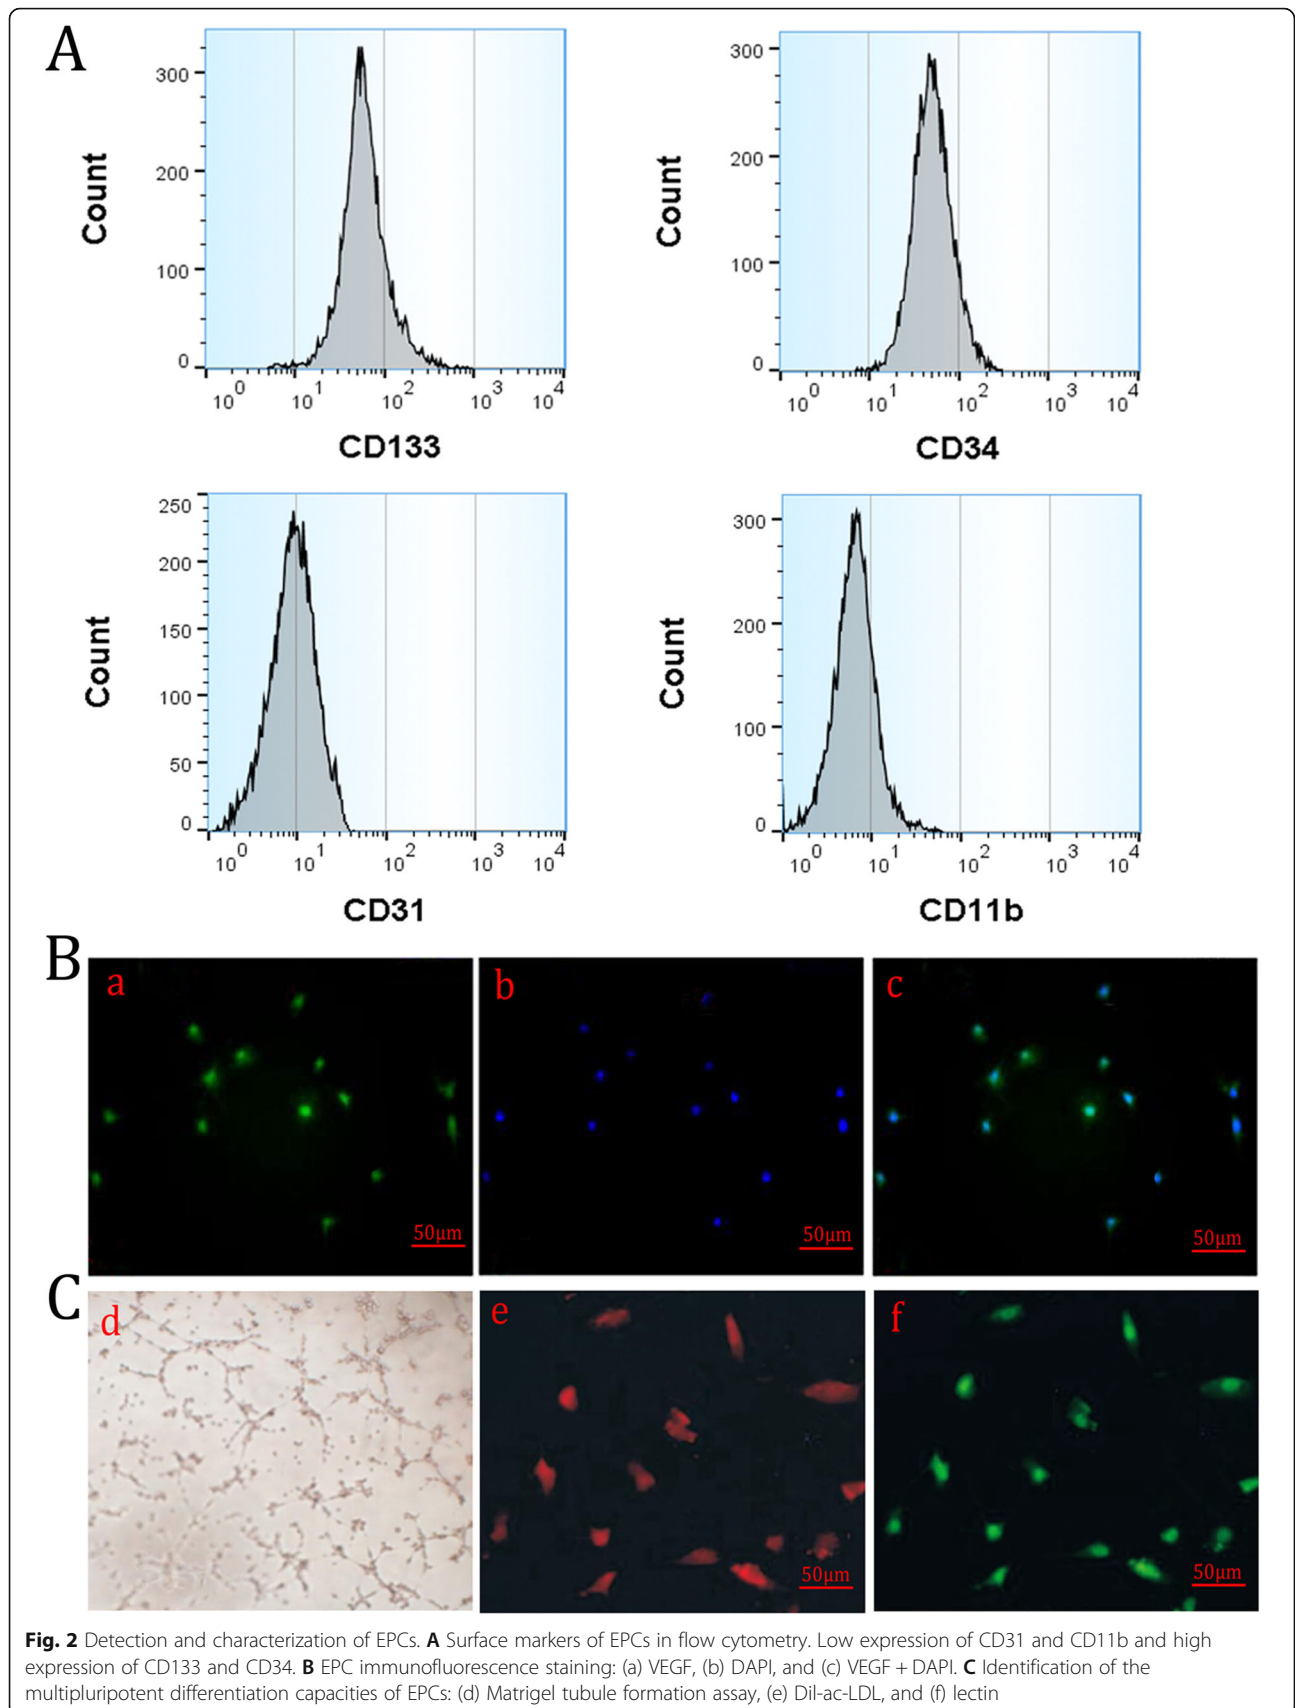 A
300
200
100
0
Count
10^0 10^1 10^2 10^3 10^4
CD133
300
200
100
0
Count
10^0 10^1 10^2 10^3 10^4
CD34
250
200
150
100
50
0
Count
10^0 10^1 10^2 10^3 10^4
CD31
300
200
100
0
Count
10^0 10^1 10^2 10^3 10^4
CD11b
B
a
50μm
b
50μm
c
50μm
C
d
e
50μm
f
50μm
Fig. 2 Detection and characterization of EPCs. A Surface markers of EPCs in flow cytometry. Low expression of CD31 and CD11b and high
expression of CD133 and CD34. B EPC immunofluorescence staining: (a) VEGF, (b) DAPI, and (c) VEGF + DAPI. C Identification of the
multipluripotent differentiation capacities of EPCs: (d) Matrigel tubule formation assay, (e) Dil-ac-LDL, and (f) lectin